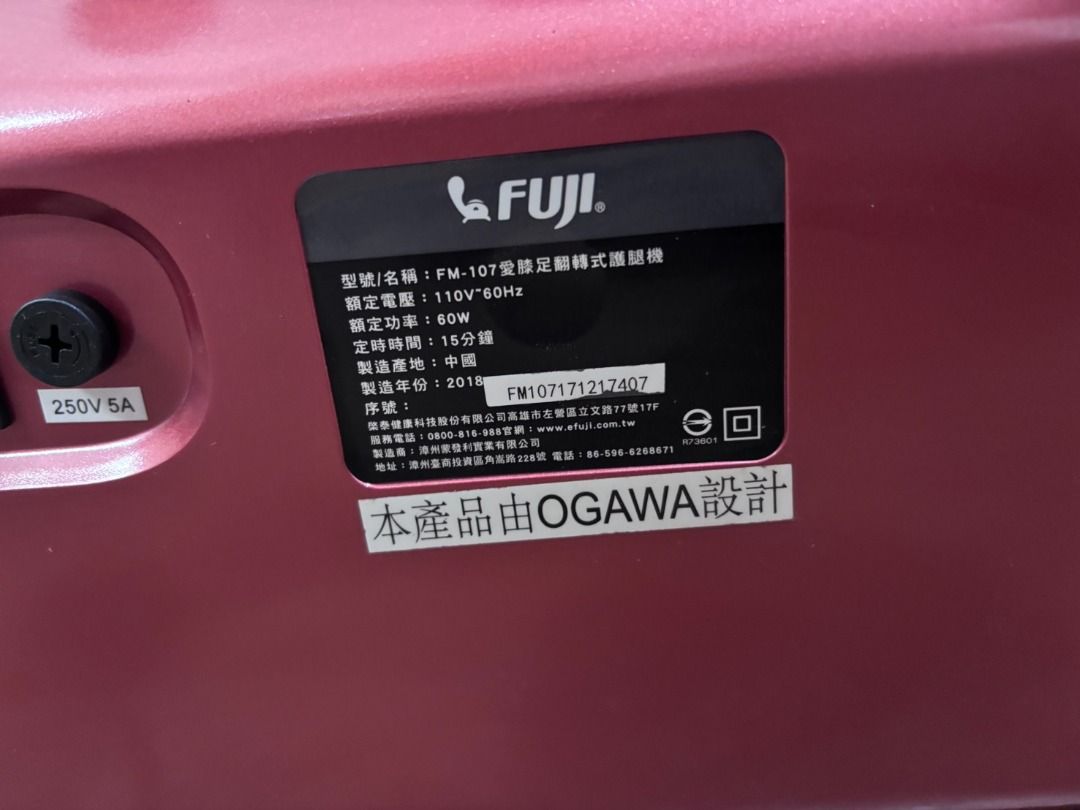 FUJI®
型號/名稱：FM-107愛膝足翻轉式護腿機
額定電壓：110V~60Hz
額定功率：60W
定時時間：15分鐘
製造產地：中國
製造年份：2018
序號：FM107171217407
棨泰健康科技股份有限公司高雄市左營區立文路77號17F
服務電話：0800-816-988官網：www.efuji.com.tw
製造商：漳州蒙發利實業有限公司
地址：漳州臺商投資區角嵩路228號 電話：86-596-6268671
R73601
250V 5A
本產品由OGAWA設計